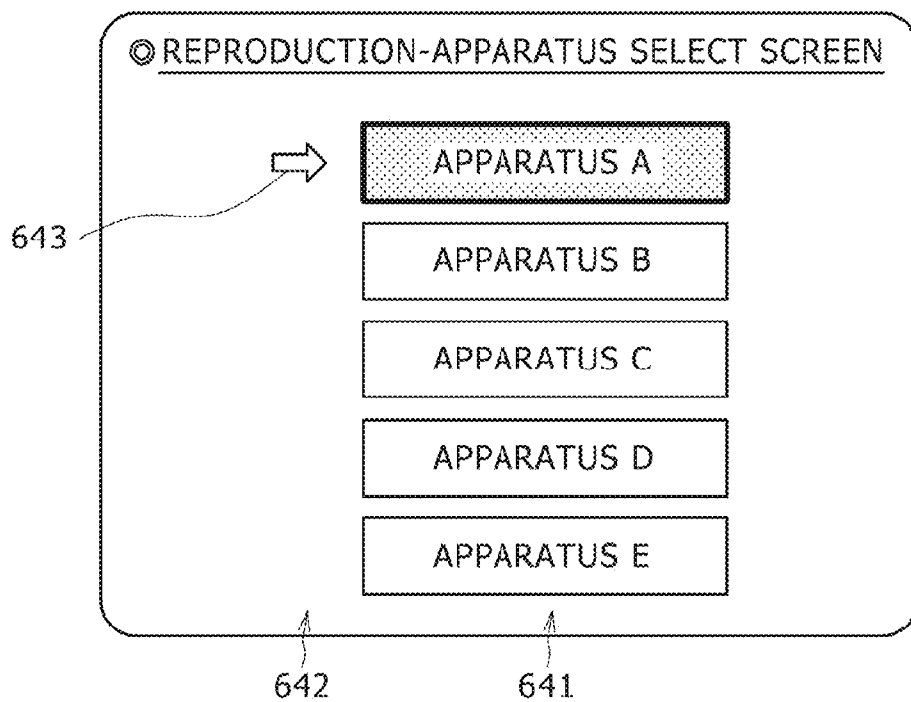 ◎ REPRODUCTION-APPARATUS SELECT SCREEN
APPARATUS A
643
APPARATUS B
APPARATUS C
APPARATUS D
APPARATUS E
642
641